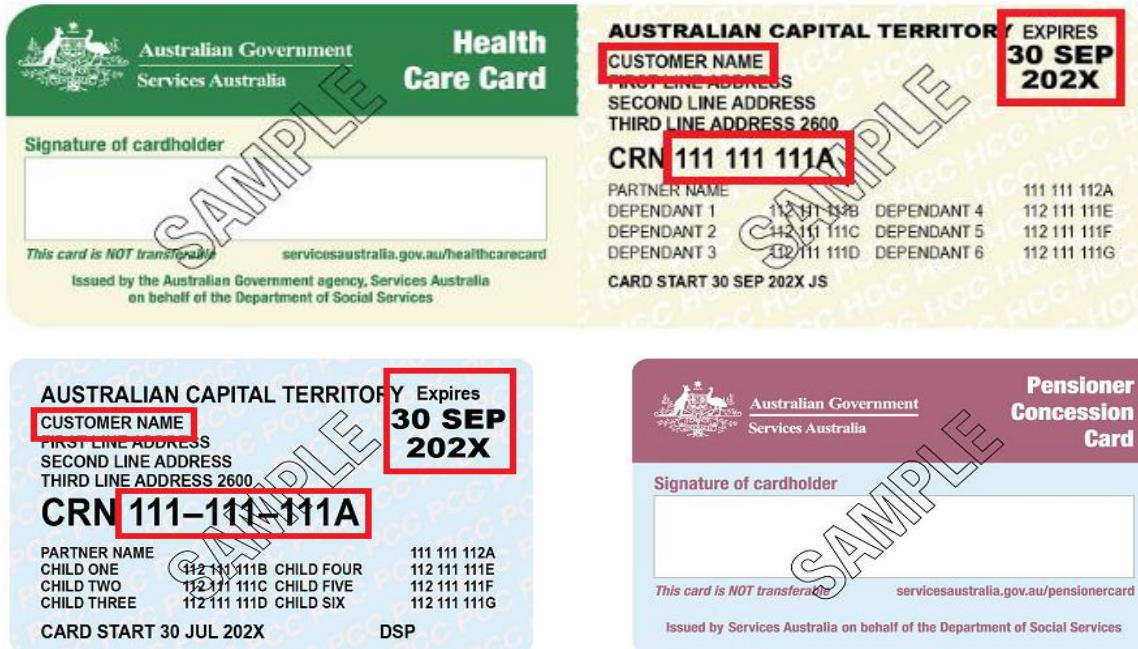 Australian Government
Services Australia
Health
Care Card
Signature of cardholder
SAMPLE
This card is NOT transferable servicesaustralia.gov.au/healthcarecard
Issued by the Australian Government agency, Services Australia
on behalf of the Department of Social Services
AUSTRALIAN CAPITAL TERRITORY EXPIRES
30 SEP
202X
CUSTOMER NAME
FIRST LINE ADDRESS
SECOND LINE ADDRESS
THIRD LINE ADDRESS 2600
CRN 111 111 111A
PARTNER NAME 111 111 112A
DEPENDANT 1 112 111 111B DEPENDANT 4 112 111 111E
DEPENDANT 2 112 111 111C DEPENDANT 5 112 111 111F
DEPENDANT 3 112 111 111D DEPENDANT 6 112 111 111G
CARD START 30 SEP 202X JS
SAMPLE
AUSTRALIAN CAPITAL TERRITORY Expires
30 SEP
202X
CUSTOMER NAME
FIRST LINE ADDRESS
SECOND LINE ADDRESS
THIRD LINE ADDRESS 2600
CRN 111–111–111A
PARTNER NAME 111 111 112A
CHILD ONE 112 111 111B CHILD FOUR 112 111 111E
CHILD TWO 112 111 111C CHILD FIVE 112 111 111F
CHILD THREE 112 111 111D CHILD SIX 112 111 111G
CARD START 30 JUL 202X DSP
SAMPLE
Australian Government
Services Australia
Pensioner
Concession
Card
Signature of cardholder
SAMPLE
This card is NOT transferable servicesaustralia.gov.au/pensionercard
Issued by Services Australia on behalf of the Department of Social Services